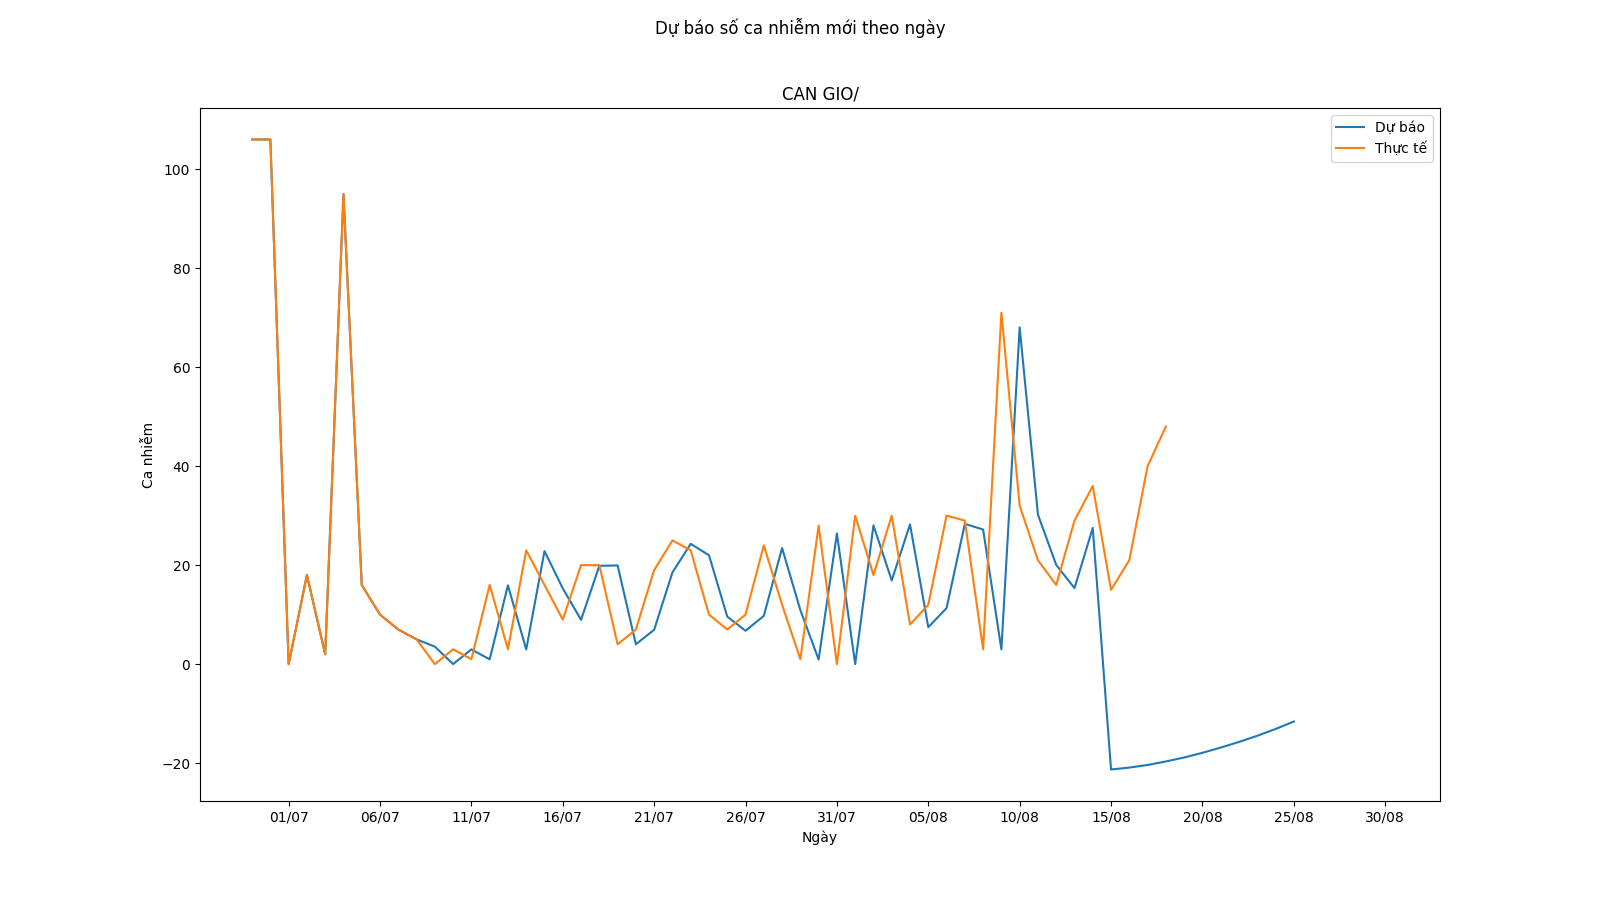 Dự báo số ca nhiễm mới theo ngày
CAN GIO/
Dự báo
Thực tế
100
80
60
40
20
0
−20
Ca nhiễm
01/07 06/07 11/07 16/07 21/07 26/07 31/07 05/08 10/08 15/08 20/08 25/08 30/08
Ngày